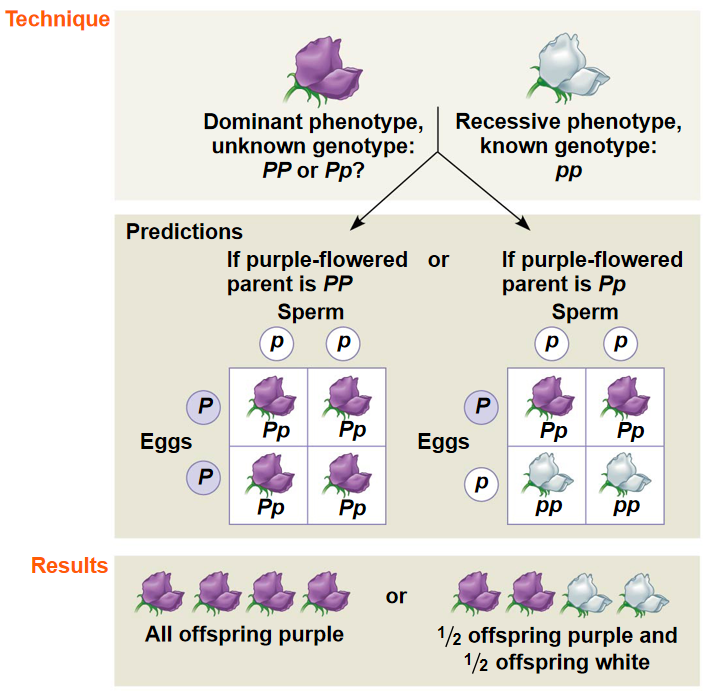 Technique
Dominant phenotype,
unknown genotype:
PP or Pp?
Recessive phenotype,
known genotype:
pp
Predictions
If purple-flowered
parent is PP
or
If purple-flowered
parent is Pp
Sperm
p p
P
Eggs
P
Pp Pp
Pp Pp
Sperm
p p
P
Eggs
p
Pp Pp
pp pp
Results
All offspring purple
or
1/2 offspring purple and
1/2 offspring white